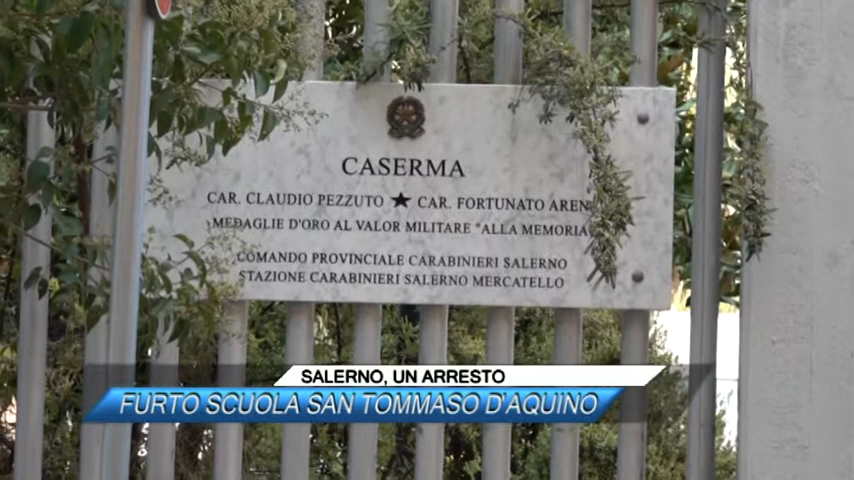 CASERMA
CAR. CLAUDIO PEZZUTO ★ CAR. FORTUNATO AREN
MEDAGLIE D'ORO AL VALOR MILITARE "ALLA MEMORIA
COMANDO PROVINCIALE CARABINIERI SALERNO
STAZIONE CARABINIERI SALERNO MERCATELLO
SALERNO, UN ARRESTO
FURTO SCUOLA SAN TOMMASO D'AQUINO